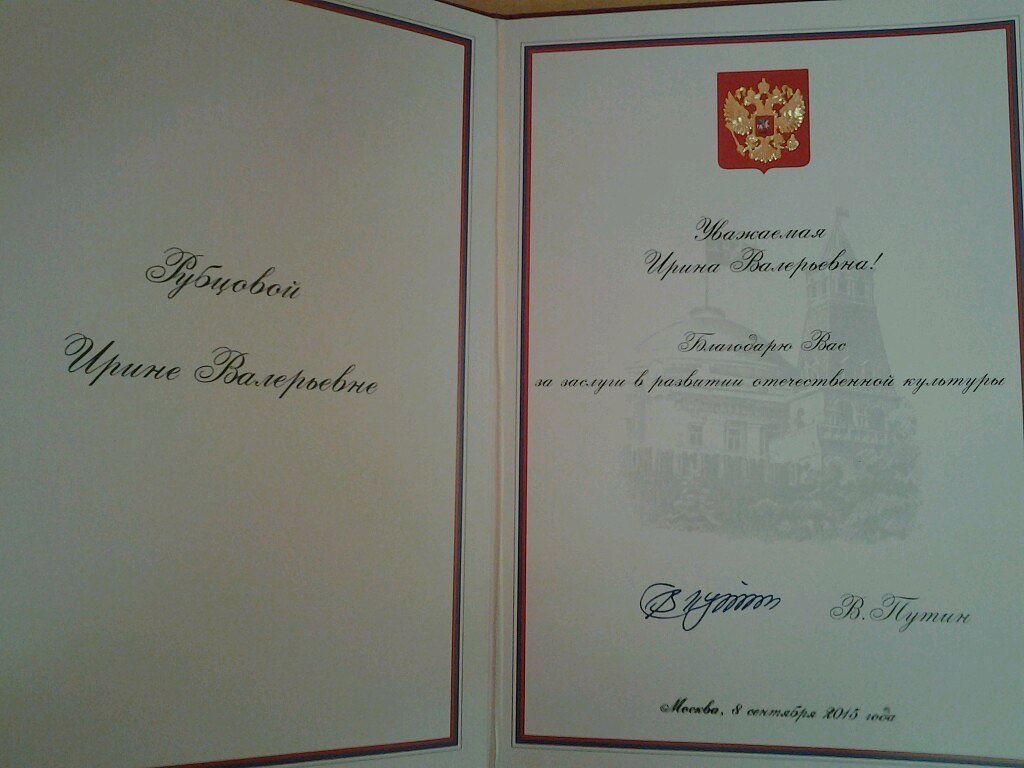 Рубцовой
Ирине Валерьевне
Уважаемая
Ирина Валерьевна!
Благодарю Вас
за заслуги в развитии отечественной культуры
В. Путин
Москва, 8 сентября 2015 года